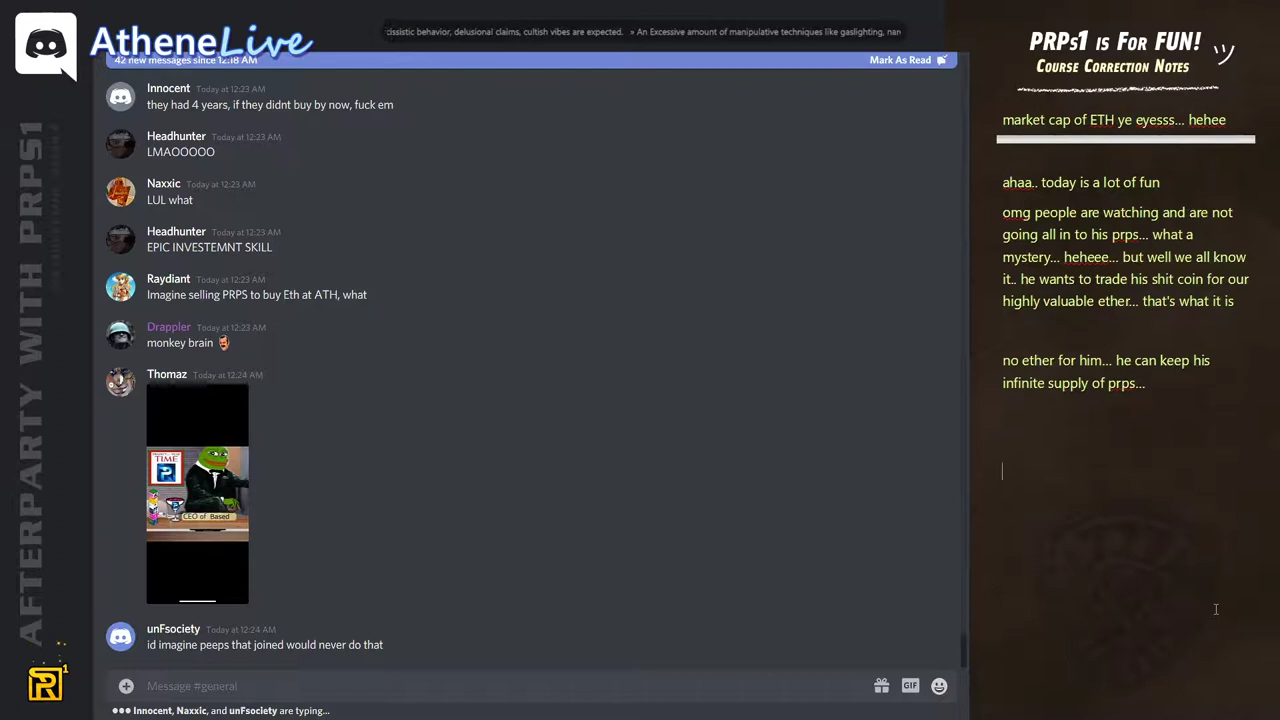 AtheneLive
cissistic behavior, delusional claims, cultish vibes are expected. » An Excessive amount of manipulative techniques like gaslighting, nar
42 new messages since 12:18 AM
Mark As Read
Innocent Today at 12:23 AM
they had 4 years, if they didnt buy by now, fuck em
Headhunter Today at 12:23 AM
LMAOOOOO
Naxxic Today at 12:23 AM
LUL what
Headhunter Today at 12:23 AM
EPIC INVESTEMNT SKILL
Raydiant Today at 12:23 AM
Imagine selling PRPS to buy Eth at ATH, what
Drappler Today at 12:23 AM
monkey brain
Thomaz Today at 12:24 AM
TIME
CEO of Based
unFsociety Today at 12:24 AM
id imagine peeps that joined would never do that
Message #general
GIF
Innocent, Naxxic, and unFsociety are typing...
AFTERPARTY WITH PRPS1
PRPs1 is For FUN! ツ
Course Correction Notes
market cap of ETH ye eyesss... hehee
ahaa.. today is a lot of fun
omg people are watching and are not
going all in to his prps... what a
mystery... heheee... but well we all know
it.. he wants to trade his shit coin for our
highly valuable ether... that's what it is
no ether for him... he can keep his
infinite supply of prps...